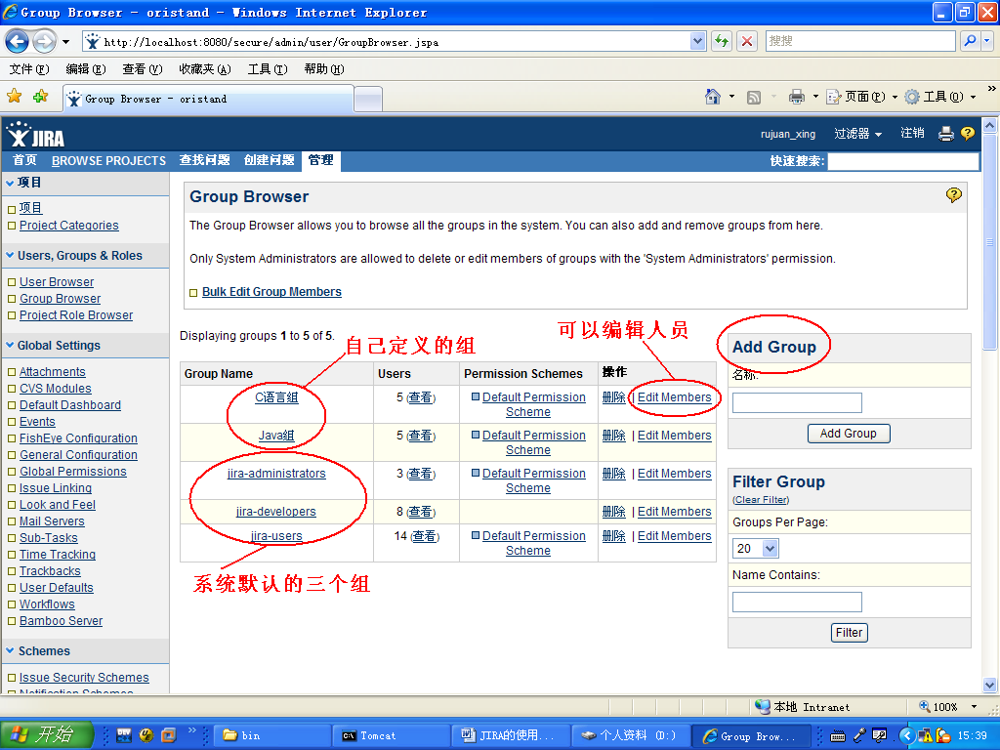 Group Browser - oristand - Windows Internet Explorer
http://localhost:8080/secure/admin/user/GroupBrowser.jspa
搜搜
文件(F) 编辑(E) 查看(V) 收藏夹(A) 工具(T) 帮助(H)
Group Browser - oristand
页面(P) 工具(O)
JIRA
rujuan_xing 过滤器 注销
首页 BROWSE PROJECTS 查找问题 创建问题 管理
快速搜索:
项目
项目
Project Categories
Users, Groups & Roles
User Browser
Group Browser
Project Role Browser
Global Settings
Attachments
CVS Modules
Default Dashboard
Events
FishEye Configuration
General Configuration
Global Permissions
Issue Linking
Look and Feel
Mail Servers
Sub-Tasks
Time Tracking
Trackbacks
User Defaults
Workflows
Bamboo Server
Schemes
Issue Security Schemes
Notification Schemes
Group Browser
The Group Browser allows you to browse all the groups in the system. You can also add and remove groups from here.
Only System Administrators are allowed to delete or edit members of groups with the 'System Administrators' permission.
Bulk Edit Group Members
Displaying groups 1 to 5 of 5.
自己定义的组
可以编辑人员
Group Name Users Permission Schemes 操作
C语言组 5 (查看) Default Permission Scheme 删除 | Edit Members
Java组 5 (查看) Default Permission Scheme 删除 | Edit Members
jira-administrators 3 (查看) Default Permission Scheme 删除 | Edit Members
jira-developers 8 (查看) 删除 | Edit Members
jira-users 14 (查看) Default Permission Scheme 删除 | Edit Members
系统默认的三个组
Add Group
名称:
Add Group
Filter Group
(Clear Filter)
Groups Per Page:
20
Name Contains:
Filter
本地 Intranet
100%
开始
bin
Tomcat
JIRA的使用...
个人资料 (D:)
Group Brow...
15:39